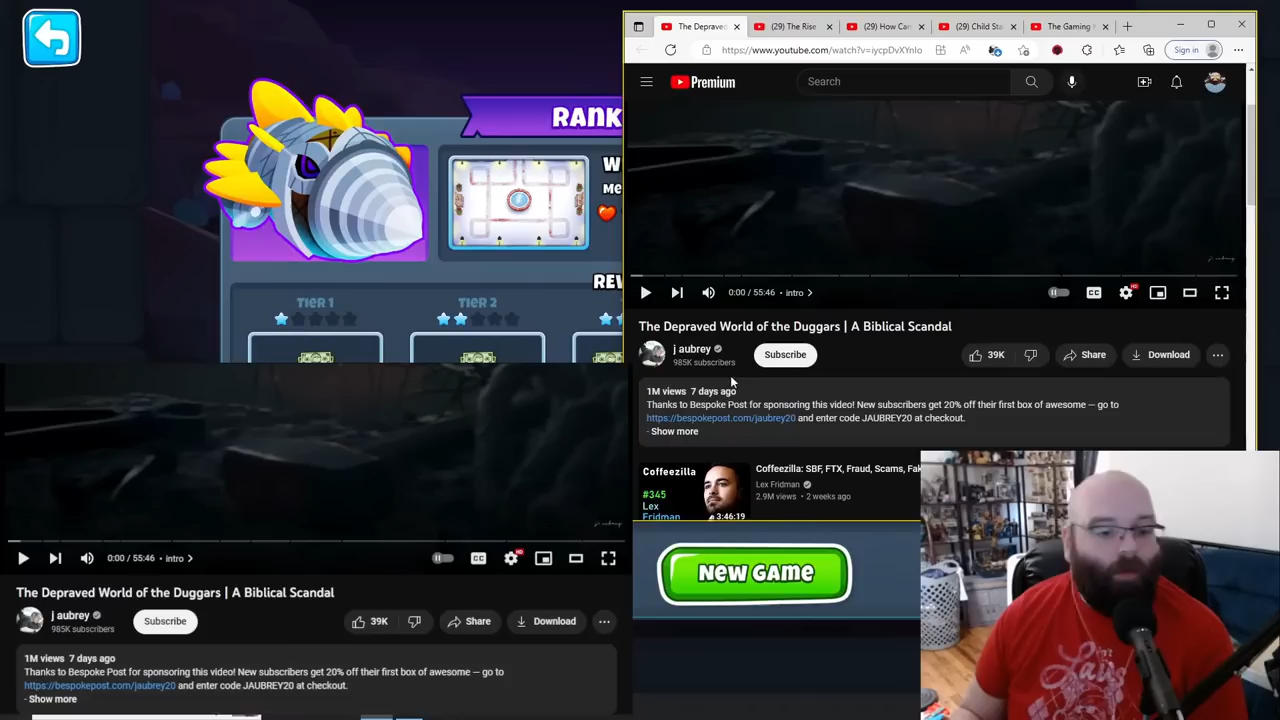 RANK
W
Me
REV
TIER 1
TIER 2
The Depraved
(29) The Rise
(29) How Can
(29) Child Sta
The Gaming
https://www.youtube.com/watch?v=iycpDvXYnlo
Sign in
Premium
Search
0:00 / 55:46 • intro
CC
HD
The Depraved World of the Duggars | A Biblical Scandal
j aubrey
985K subscribers
Subscribe
39K
Share
Download
1M views 7 days ago
Thanks to Bespoke Post for sponsoring this video! New subscribers get 20% off their first box of awesome — go to
https://bespokepost.com/jaubrey20 and enter code JAUBREY20 at checkout.
- Show more
Coffeezilla
#345
Lex
Fridman
3:46:19
Coffeezilla: SBF, FTX, Fraud, Scams, Fak
Lex Fridman
2.9M views • 2 weeks ago
NEW GAME
j aubrey
0:00 / 55:46 • intro
CC
HD
The Depraved World of the Duggars | A Biblical Scandal
j aubrey
985K subscribers
Subscribe
39K
Share
Download
1M views 7 days ago
Thanks to Bespoke Post for sponsoring this video! New subscribers get 20% off their first box of awesome — go to
https://bespokepost.com/jaubrey20 and enter code JAUBREY20 at checkout.
- Show more